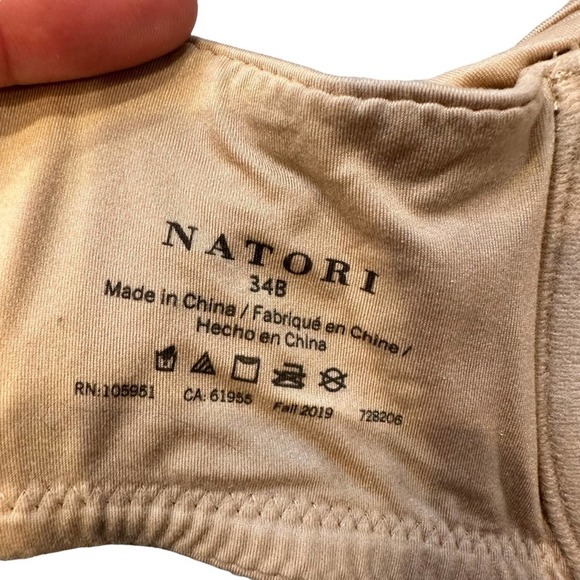 NATORI
34B
Made in China / Fabriqué en Chine /
Hecho en China
RN: 105951 CA: 61955 Fall 2019 728206